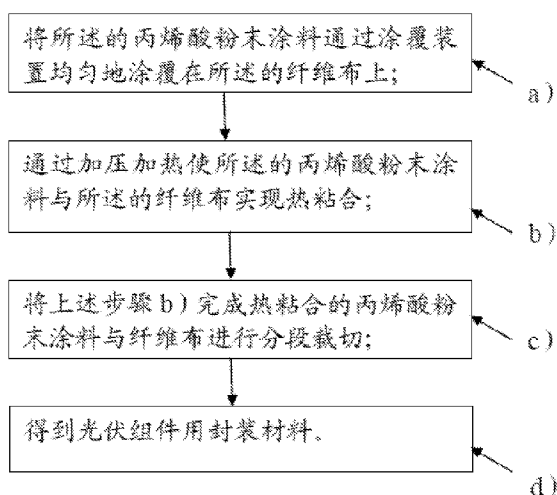 将所述的丙烯酸粉末涂料通过涂覆装
置均匀地涂覆在所述的纤维布上;
a)
通过加压加热使所述的丙烯酸粉末涂
料与所述的纤维布实现热粘合;
b)
将上述步骤b)完成热粘合的丙烯酸粉
末涂料与纤维布进行分段裁切;
c)
得到光伏组件用封装材料。
d)